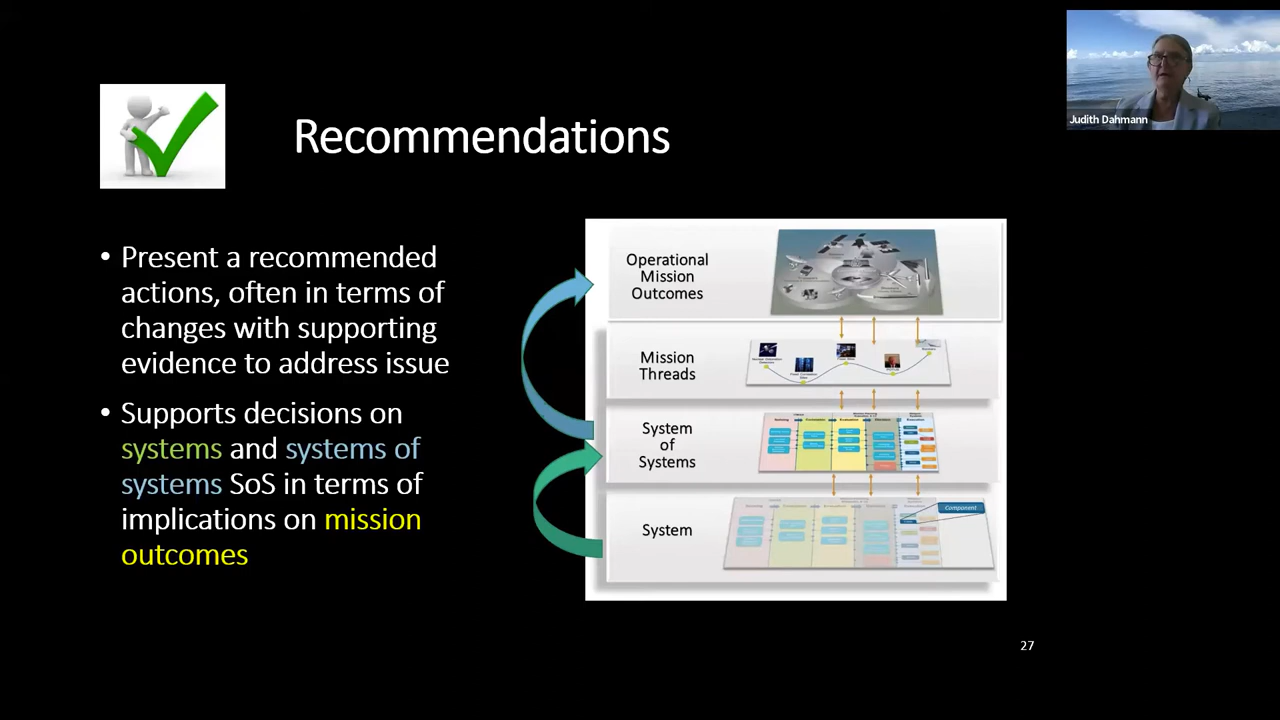 Judith Dahmann
Recommendations
• Present a recommended
actions, often in terms of
changes with supporting
evidence to address issue
• Supports decisions on
systems and systems of
systems SoS in terms of
implications on mission
outcomes
Operational
Mission
Outcomes
Mission
Threads
System
of
Systems
System
Component
27